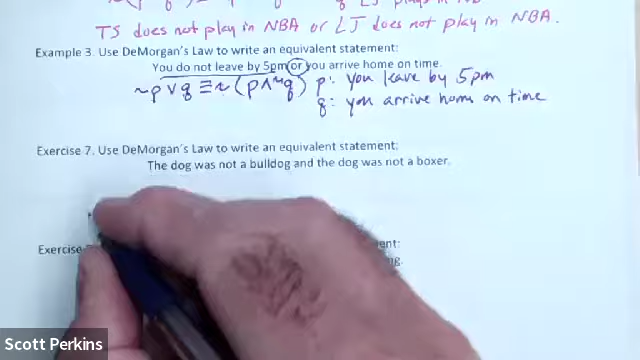 TS does not play in NBA or LJ does not play in NBA.
Example 3. Use DeMorgan's Law to write an equivalent statement:
You do not leave by 5pm or you arrive home on time.
~p ∨ q ≡ ~(p ∧ ~q) p: you leave by 5pm
q: you arrive home on time
Exercise 7. Use DeMorgan's Law to write an equivalent statement:
The dog was not a bulldog and the dog was not a boxer.
Exercise
Scott Perkins